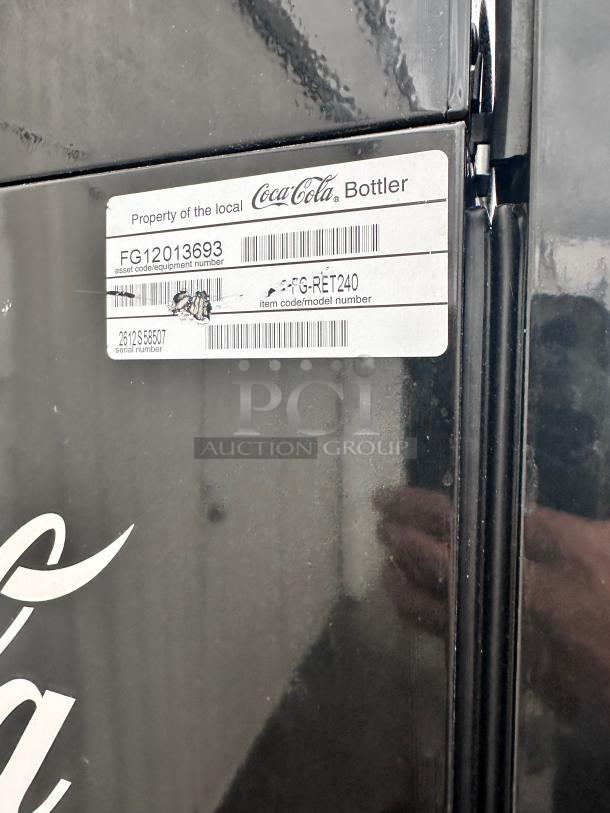 Property of the local Coca-Cola® Bottler
FG12013693
asset code/equipment number
FG-RET240
item code/model number
2612S58507
serial number
PCI
AUCTION GROUP